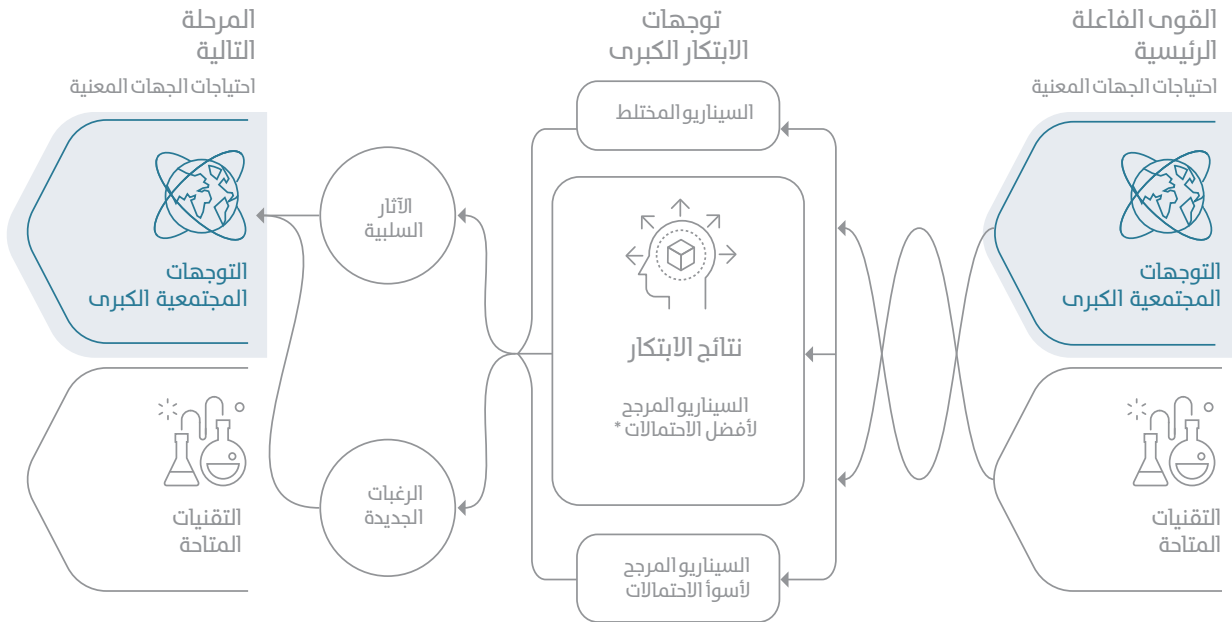 القوى الفاعلة
الرئيسية
احتياجات الجهات المعنية
التوجهات
المجتمعية الكبرى
التقنيات
المتاحة
توجهات
الابتكار الكبرى
السيناريو المختلط
نتائج الابتكار
السيناريو المرجح
لأفضل الاحتمالات *
السيناريو المرجح
لأسوأ الاحتمالات
الآثار
السلبية
الرغبات
الجديدة
المرحلة
التالية
احتياجات الجهات المعنية
التوجهات
المجتمعية الكبرى
التقنيات
المتاحة